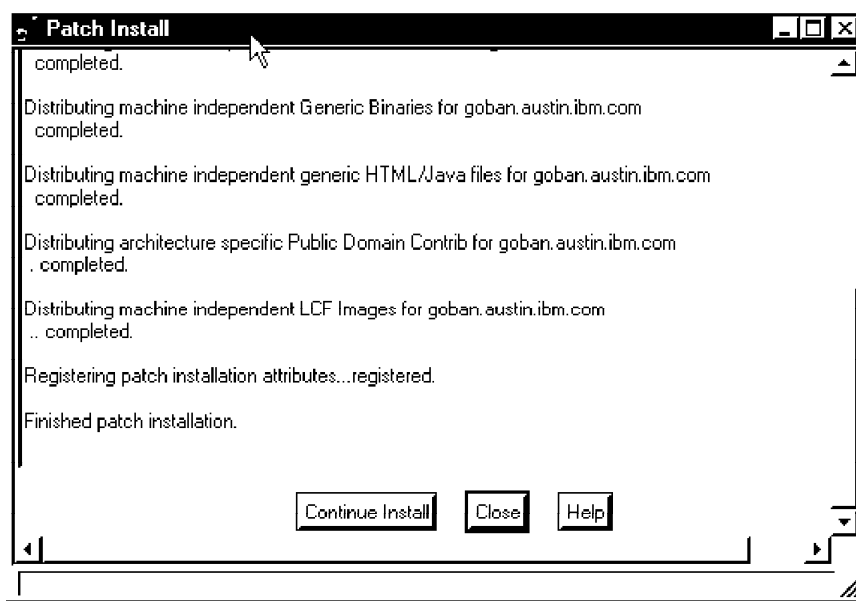 Patch Install
completed.
Distributing machine independent Generic Binaries for goban.austin.ibm.com
completed.
Distributing machine independent generic HTML/Java files for goban.austin.ibm.com
completed.
Distributing architecture specific Public Domain Contrib for goban.austin.ibm.com
. completed.
Distributing machine independent LCF Images for goban.austin.ibm.com
.. completed.
Registering patch installation attributes...registered.
Finished patch installation.
Continue Install Close Help